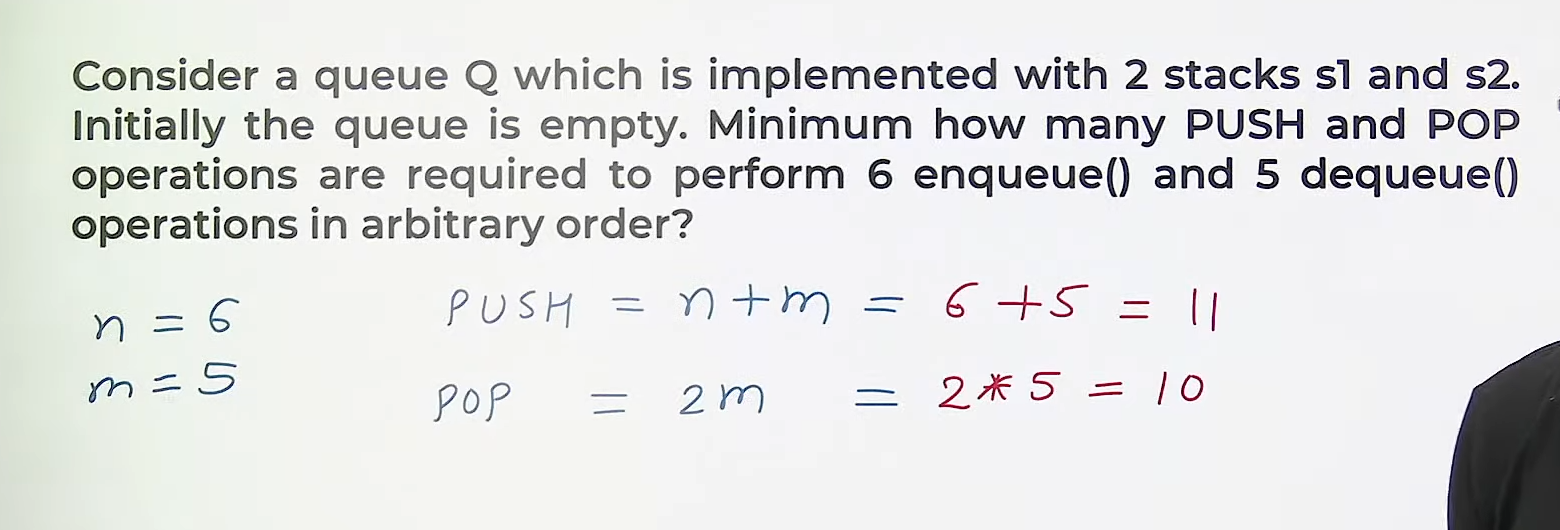 Consider a queue Q which is implemented with 2 stacks s1 and s2.
Initially the queue is empty. Minimum how many PUSH and POP
operations are required to perform 6 enqueue() and 5 dequeue()
operations in arbitrary order?
n = 6 PUSH = n+m = 6+5 = 11
m = 5 POP = 2m = 2*5 = 10